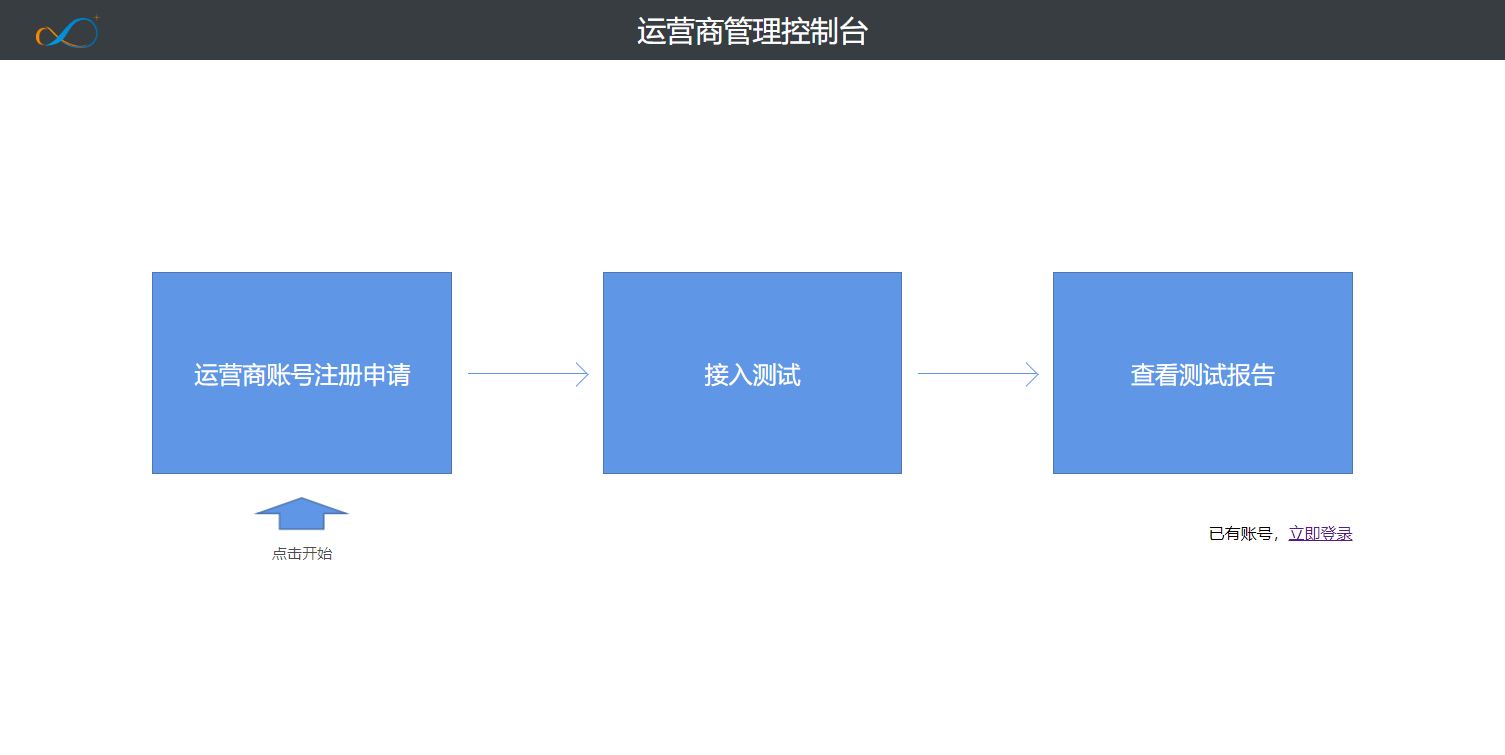 运营商管理控制台
运营商账号注册申请
接入测试
查看测试报告
点击开始
已有账号，立即登录